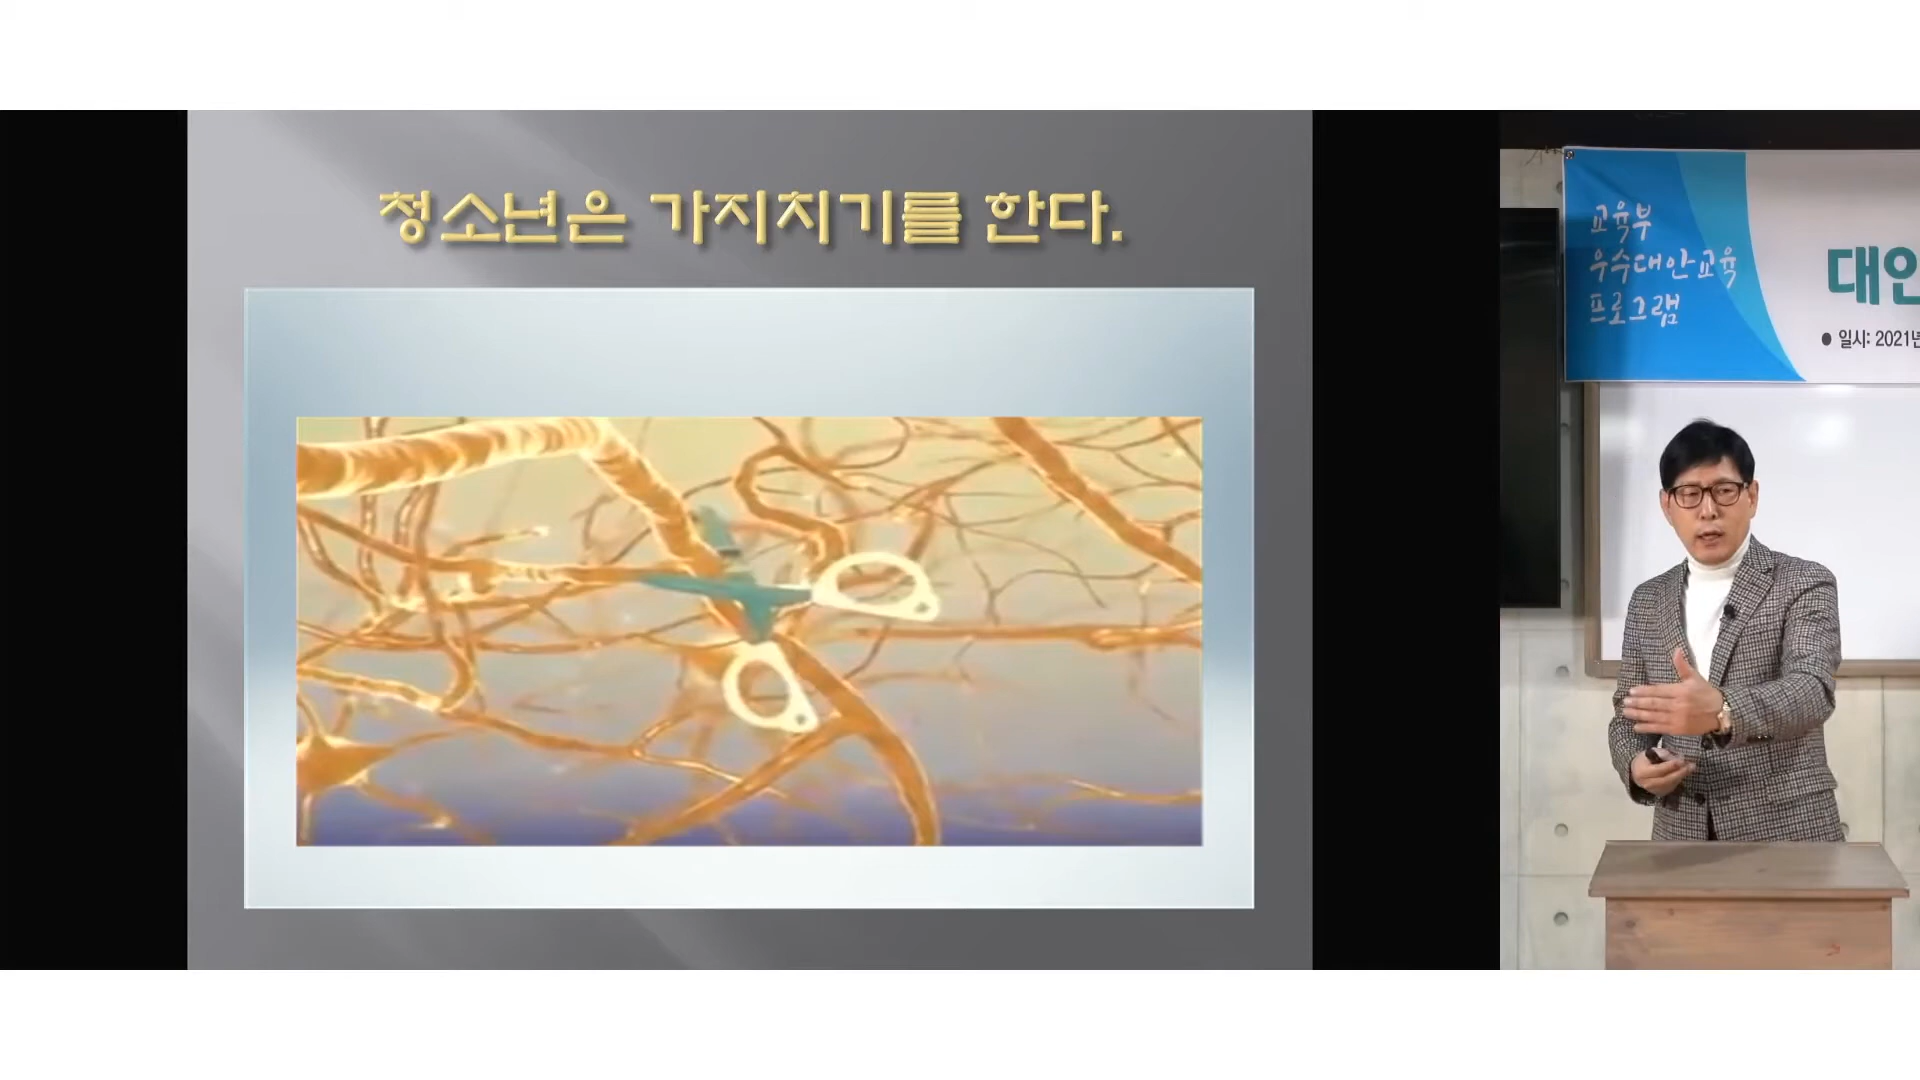 청소년은 가지치기를 한다.
교육부
우수대안교육
프로그램
대안
● 일시: 2021년